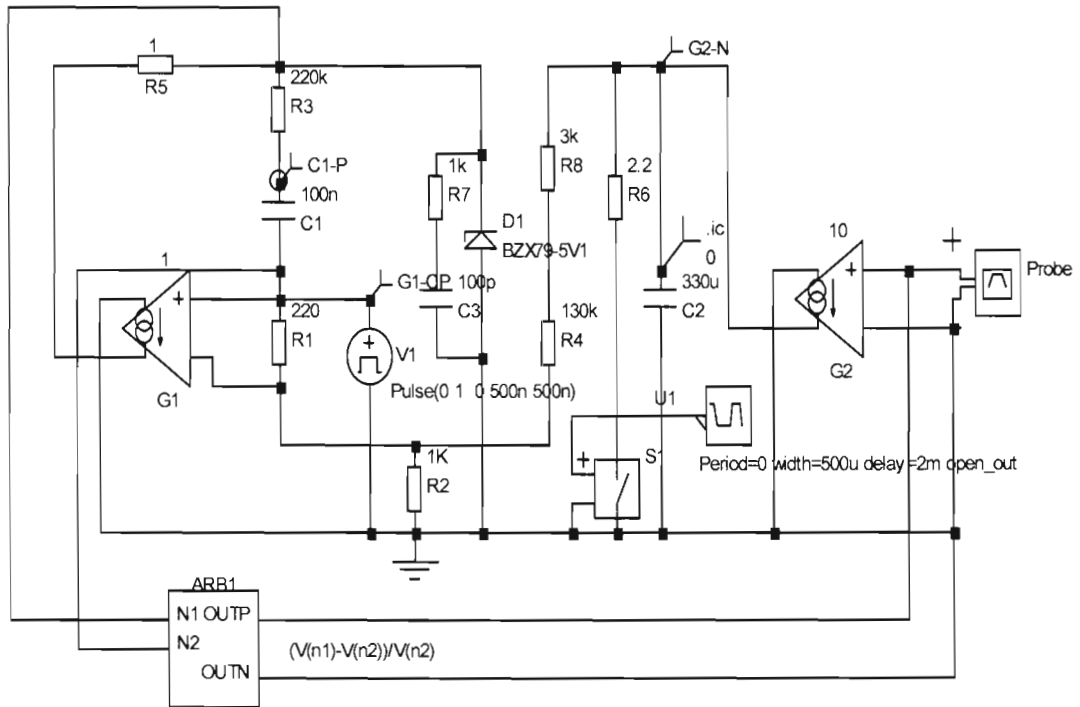 1
R5
220k
R3
C1-P
100n
C1
1
G1
220
R1
G1-CP
V1
Pulse(0 1 0 500n 500n)
1k
R7
100p
C3
D1
BZX79-5V1
1K
R2
3k
R8
130k
R4
2.2
R6
G2-N
.ic
0
330u
C2
10
G2
Probe
U1
S1
Period=0 width=500u delay=2m open_out
ARB1
N1 OUTP
N2
OUTN
(V(n1)-V(n2))/V(n2)